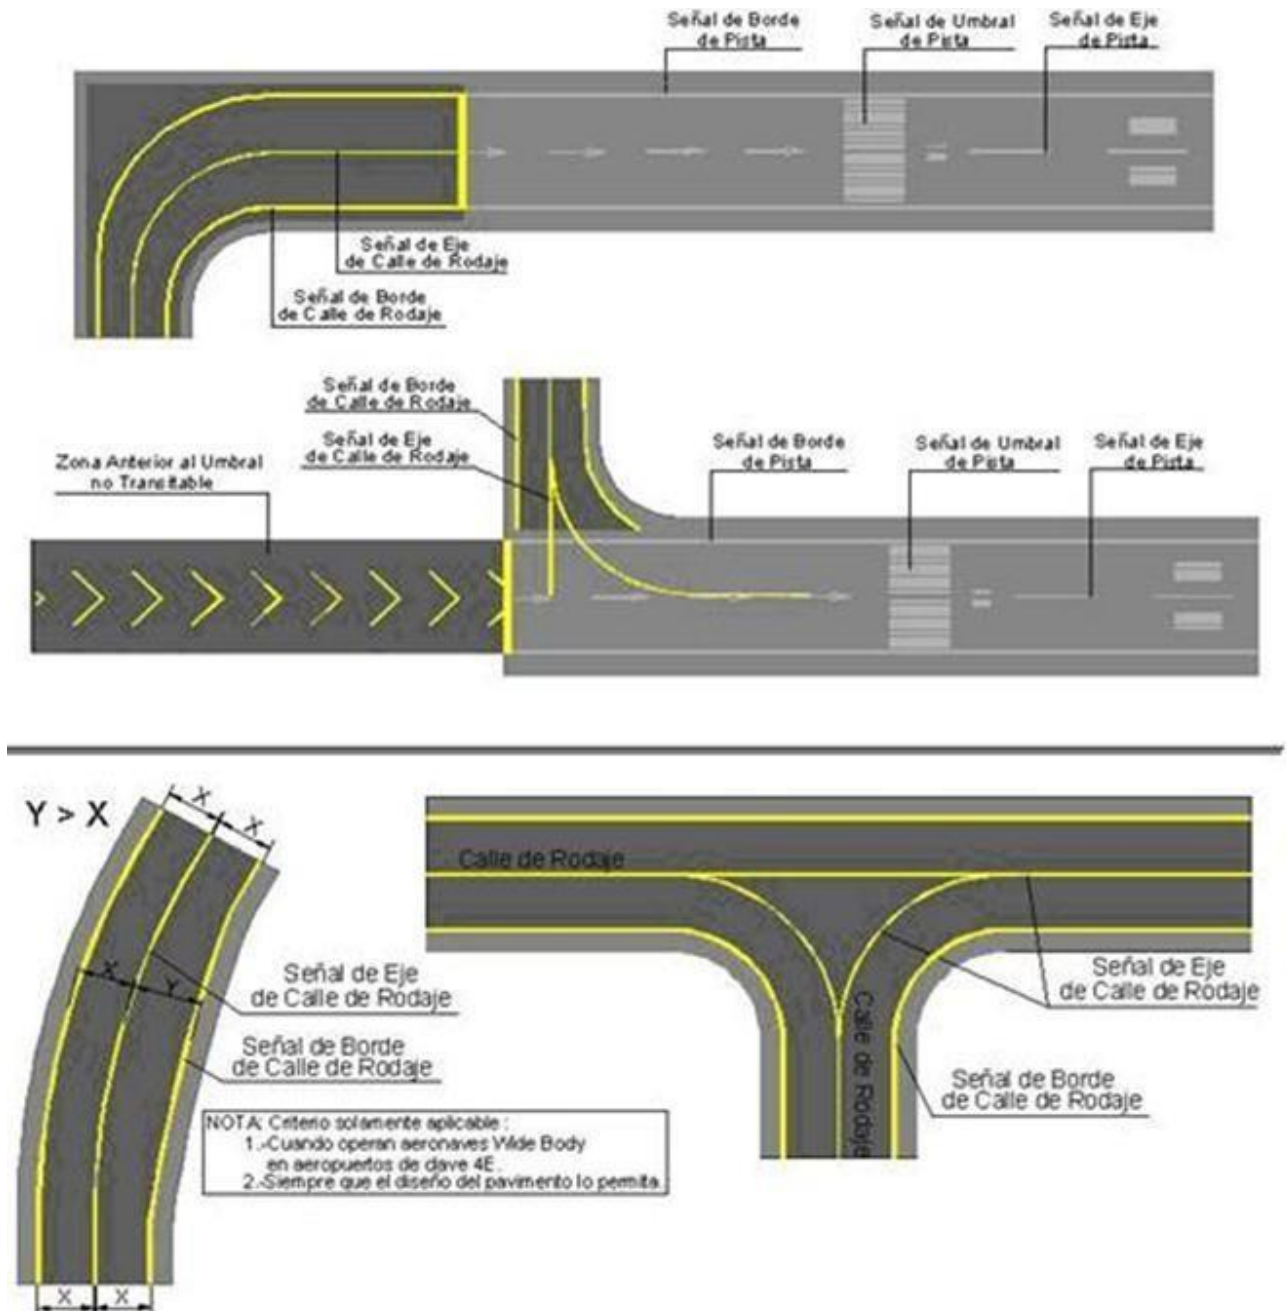 Señal de Borde
de Pista
Señal de Umbral
de Pista
Señal de Eje
de Pista
Señal de Eje
de Calle de Rodaje
Señal de Borde
de Calle de Rodaje
Señal de Borde
de Calle de Rodaje
Señal de Eje
de Calle de Rodaje
Zona Anterior al Umbral
no Transitable
Señal de Borde
de Pista
Señal de Umbral
de Pista
Señal de Eje
de Pista
Y > X
X
X
X
Y
Señal de Eje
de Calle de Rodaje
Señal de Borde
de Calle de Rodaje
X
X
NOTA: Criterio solamente aplicable :
1.-Cuando operan aeronaves Wide Body
en aeropuertos de clave 4E.
2.-Siempre que el diseño del pavimento lo permita.
Calle de Rodaje
Calle de Rodaje
Señal de Eje
de Calle de Rodaje
Señal de Borde
de Calle de Rodaje